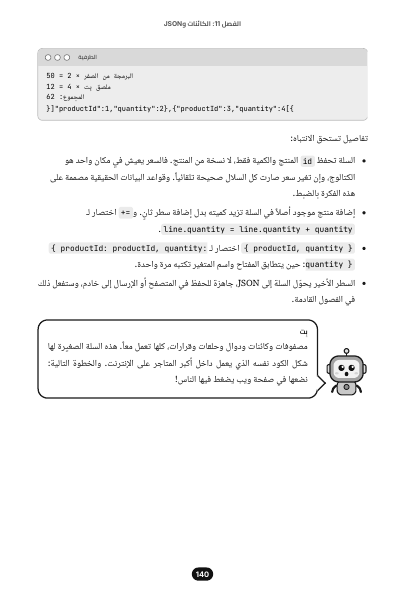 الفصل 11: الكائنات وJSON
الطرفية
البرمجة من الصفر × 2 = 50
ملصق بِت × 4 = 12
المجموع: 62
[{"productId":1,"quantity":2},{"productId":3,"quantity":4}]
تفاصيل تستحق الانتباه:
• السلة تحفظ id المنتج والكمية فقط، لا نسخة من المنتج. فالسعر يعيش في مكان واحد هو
الكتالوج، وإن تغير سعر صارت كل السلال صحيحة تلقائياً. وقواعد البيانات الحقيقية مصممة على
هذه الفكرة بالضبط.
• إضافة منتج موجود أصلاً في السلة تزيد كميته بدل إضافة سطر ثانٍ. و+= اختصار لـ
line.quantity = line.quantity + quantity.
• { productId, quantity } اختصار لـ { productId: productId, quantity:
quantity }: حين يتطابق المفتاح واسم المتغير تكتبه مرة واحدة.
• السطر الأخير يحوّل السلة إلى JSON، جاهزة للحفظ في المتصفح أو الإرسال إلى خادم، وستفعل ذلك
في الفصول القادمة.
بِت
مصفوفات وكائنات ودوال وحلقات وقرارات، كلها تعمل معاً. هذه السلة الصغيرة لها
شكل الكود نفسه الذي يعمل داخل أكبر المتاجر على الإنترنت. والخطوة التالية:
نضعها في صفحة ويب يضغط فيها الناس!
140